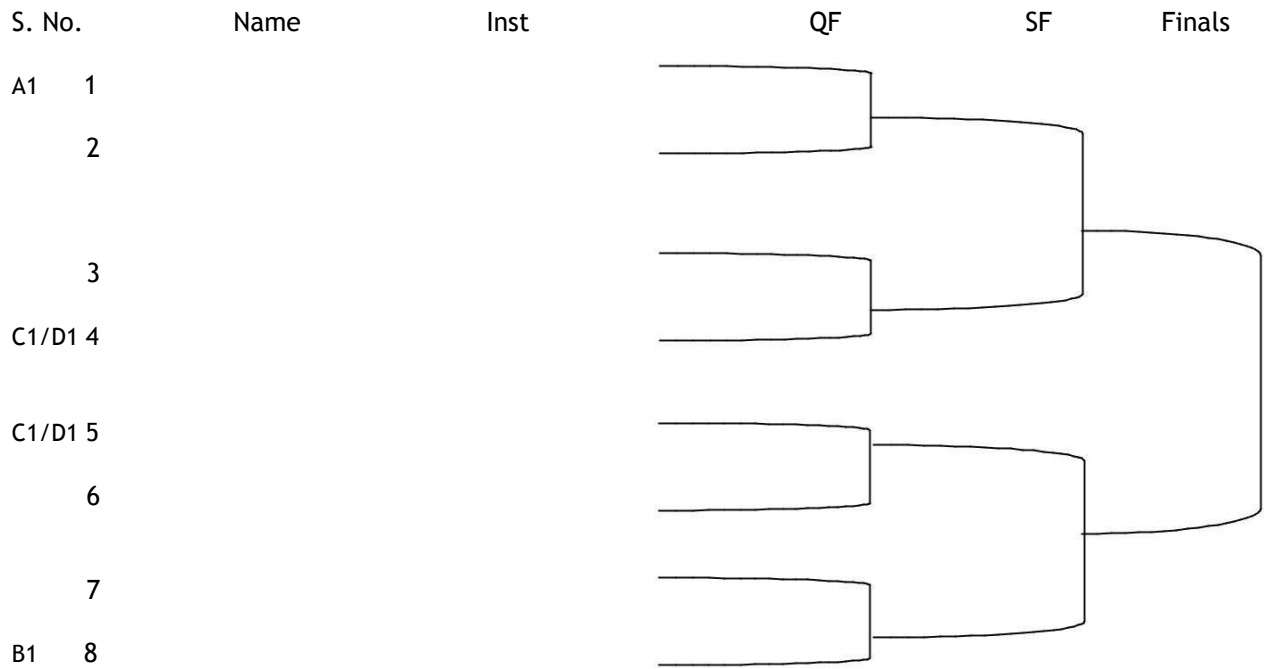 S. No. Name Inst QF SF Finals
A1 1
2
3
C1/D1 4
C1/D1 5
6
7
B1 8